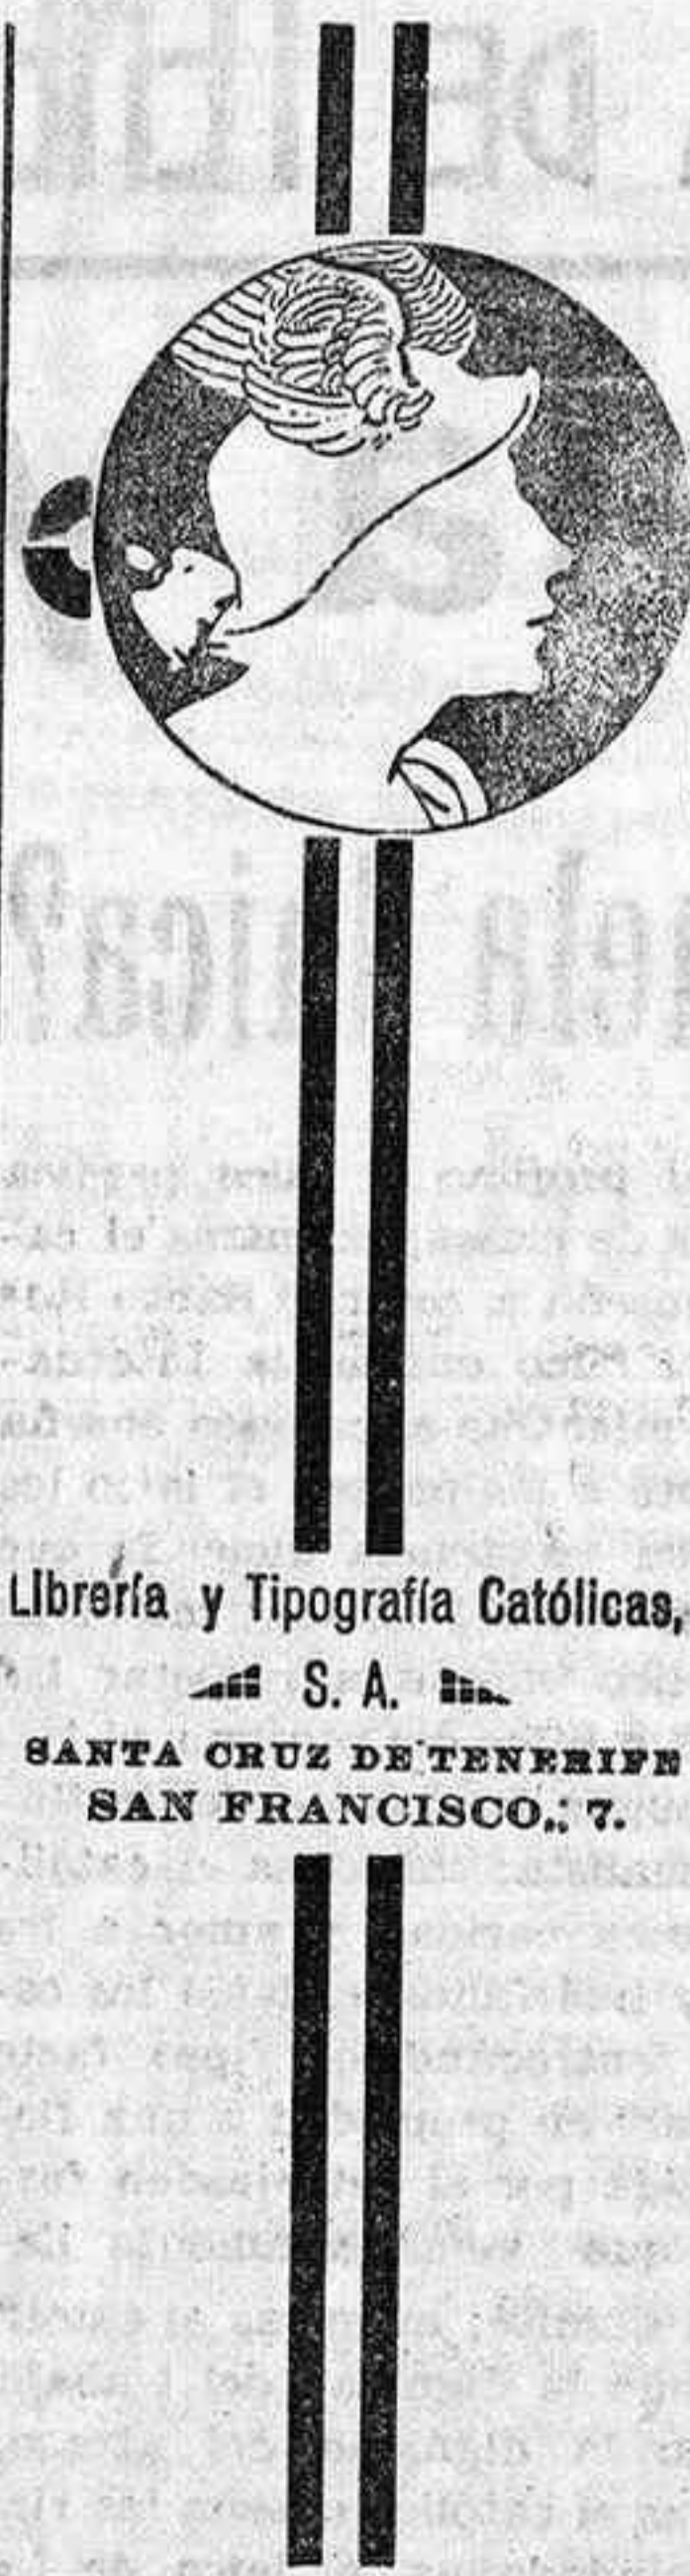 Librería y Tipografía Católicas,
S. A.
SANTA CRUZ DE TENERIFE
SAN FRANCISCO, 7.